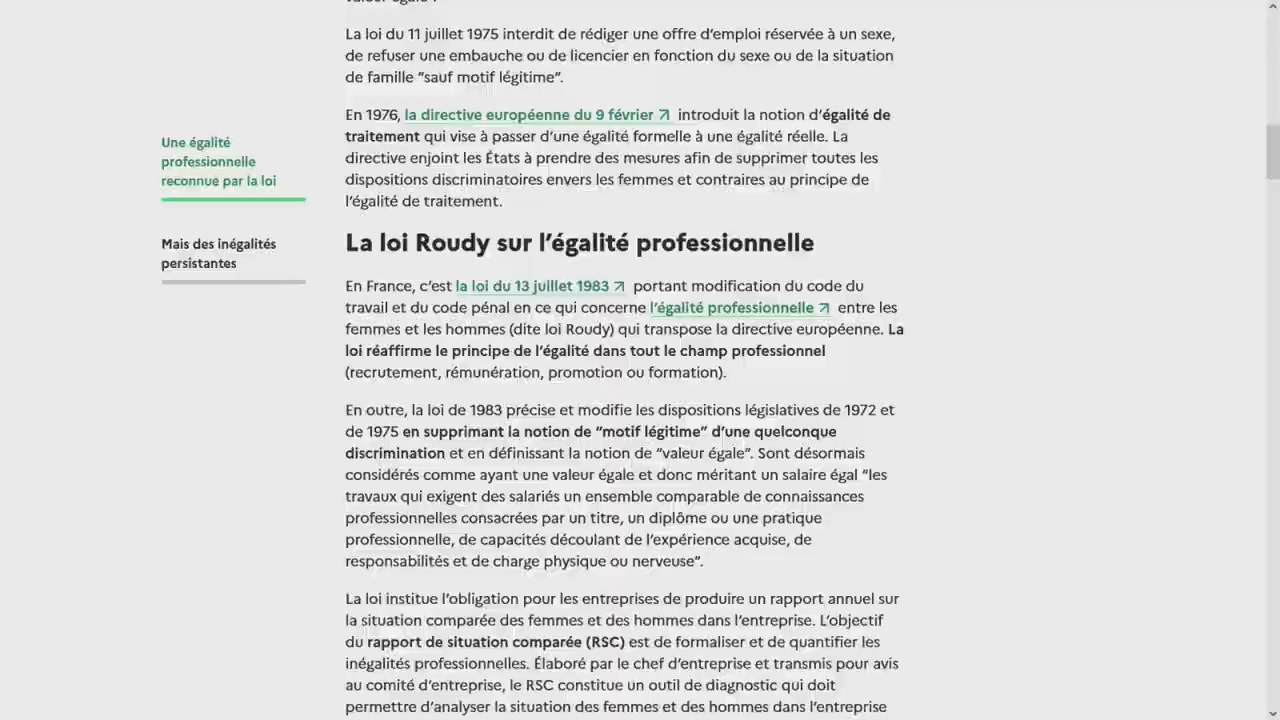 La loi du 11 juillet 1975 interdit de rédiger une offre d’emploi réservée à un sexe,
de refuser une embauche ou de licencier en fonction du sexe ou de la situation
de famille “sauf motif légitime”.
En 1976, la directive européenne du 9 février introduit la notion d’égalité de
traitement qui vise à passer d’une égalité formelle à une égalité réelle. La
directive enjoint les États à prendre des mesures afin de supprimer toutes les
dispositions discriminatoires envers les femmes et contraires au principe de
l’égalité de traitement.
Une égalité
professionnelle
reconnue par la loi
Mais des inégalités
persistantes
La loi Roudy sur l’égalité professionnelle
En France, c’est la loi du 13 juillet 1983 portant modification du code du
travail et du code pénal en ce qui concerne l’égalité professionnelle entre les
femmes et les hommes (dite loi Roudy) qui transpose la directive européenne. La
loi réaffirme le principe de l’égalité dans tout le champ professionnel
(recrutement, rémunération, promotion ou formation).
En outre, la loi de 1983 précise et modifie les dispositions législatives de 1972 et
de 1975 en supprimant la notion de “motif légitime” d’une quelconque
discrimination et en définissant la notion de “valeur égale”. Sont désormais
considérés comme ayant une valeur égale et donc méritant un salaire égal “les
travaux qui exigent des salariés un ensemble comparable de connaissances
professionnelles consacrées par un titre, un diplôme ou une pratique
professionnelle, de capacités découlant de l’expérience acquise, de
responsabilités et de charge physique ou nerveuse”.
La loi institue l’obligation pour les entreprises de produire un rapport annuel sur
la situation comparée des femmes et des hommes dans l’entreprise. L’objectif
du rapport de situation comparée (RSC) est de formaliser et de quantifier les
inégalités professionnelles. Élaboré par le chef d’entreprise et transmis pour avis
au comité d’entreprise, le RSC constitue un outil de diagnostic qui doit
permettre d’analyser la situation des femmes et des hommes dans l’entreprise